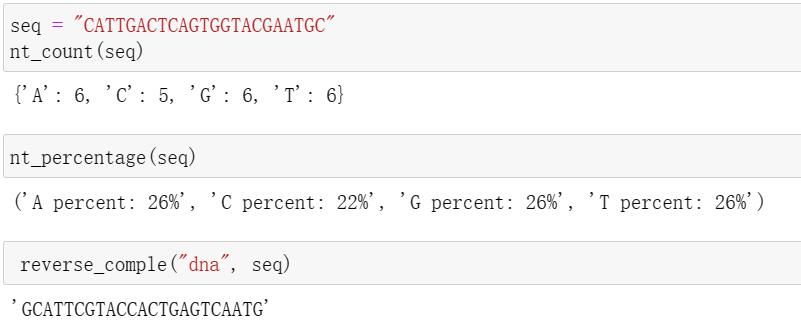 seq = "CATTGACTCAGTGGTACGAATGC"
nt_count(seq)
{'A': 6, 'C': 5, 'G': 6, 'T': 6}
nt_percentage(seq)
('A percent: 26%', 'C percent: 22%', 'G percent: 26%', 'T percent: 26%')
reverse_comple("dna", seq)
'GCATTCGTACCACTGAGTCAATG'